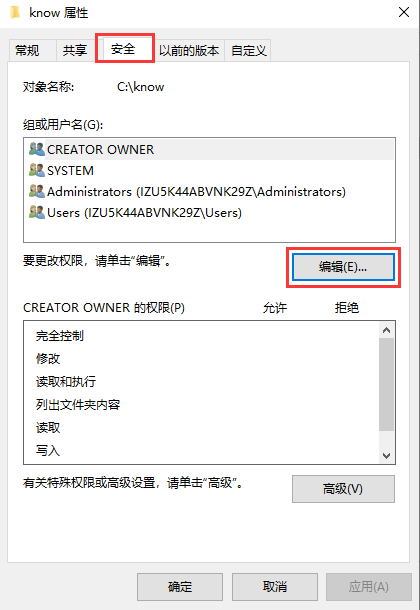 know 属性
常规 共享 安全 以前的版本 自定义
对象名称: C:\know
组或用户名(G):
CREATOR OWNER
SYSTEM
Administrators (IZU5K44ABVNK29Z\Administrators)
Users (IZU5K44ABVNK29Z\Users)
要更改权限，请单击“编辑”。 编辑(E)...
CREATOR OWNER 的权限(P) 允许 拒绝
完全控制
修改
读取和执行
列出文件夹内容
读取
写入
有关特殊权限或高级设置，请单击“高级”。 高级(V)
确定 取消 应用(A)